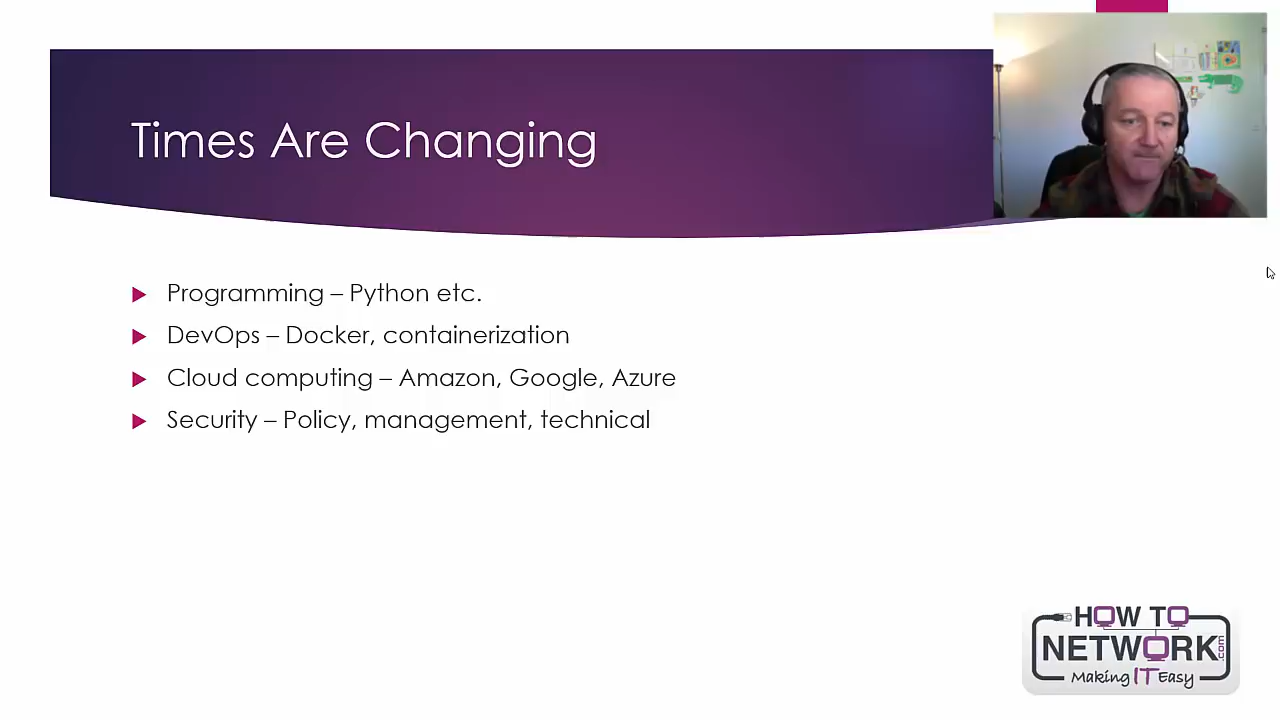 Times Are Changing
Programming – Python etc.
DevOps – Docker, containerization
Cloud computing – Amazon, Google, Azure
Security – Policy, management, technical
HOW TO
NETWORK.com
Making IT Easy